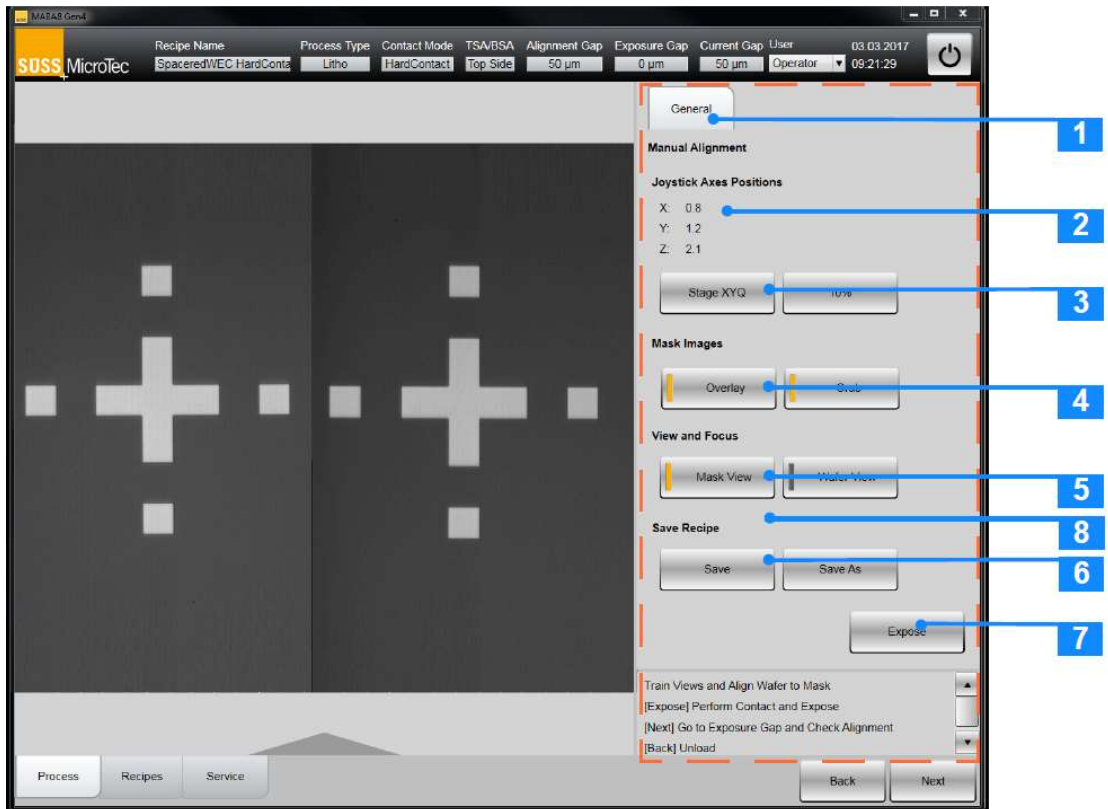 MABA8 Gen4
SÜSS MicroTec
Recipe Name Process Type Contact Mode TSA/BSA Alignment Gap Exposure Gap Current Gap User 03.03.2017
SpaceredWEC HardConta Litho HardContact Top Side 50 µm 0 µm 50 µm Operator 09:21:29
General
1
Manual Alignment
Joystick Axes Positions
X: 0.8
2
Y: 1.2
Z: 2.1
Stage XYQ 10%
3
Mask Images
Overlay Grab
4
View and Focus
Mask View Wafer View
5
8
Save Recipe
Save Save As
6
Expose
7
Train Views and Align Wafer to Mask
[Expose] Perform Contact and Expose
[Next] Go to Exposure Gap and Check Alignment
[Back] Unload
Process Recipes Service Back Next